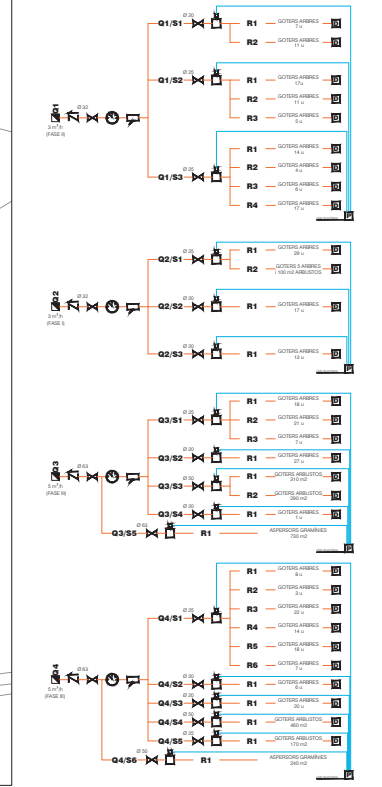 Q1
3 m³/h
(FASE II)
Ø 32
Q1/S1
Ø 20
R1
GOTERS ARBRES
7 u
R2
GOTERS ARBRES
11 u
Q1/S2
Ø 25
R1
GOTERS ARBRES
17u
R2
GOTERS ARBRES
11 u
R3
GOTERS ARBRES
5 u
Q1/S3
Ø 25
R1
GOTERS ARBRES
14 u
R2
GOTERS ARBRES
4 u
R3
GOTERS ARBRES
6 u
R4
GOTERS ARBRES
17 u
Q2
3 m³/h
(FASE I)
Ø 32
Q2/S1
Ø 25
R1
GOTERS ARBRES
29 u
R2
GOTERS 5 ARBRES
i 100 m2 ARBUSTOS
Q2/S2
Ø 20
R1
GOTERS ARBRES
17 u
Q2/S3
Ø 20
R1
GOTERS ARBRES
13 u
Q3
5 m³/h
(FASE III)
Ø 63
Q3/S1
Ø 25
R1
GOTERS ARBRES
16 u
R2
GOTERS ARBRES
21 u
R3
GOTERS ARBRES
7 u
Q3/S2
Ø 20
R1
GOTERS ARBRES
27 u
Q3/S3
Ø 50
R1
GOTERS ARBUSTOS
310 m2
R2
GOTERS ARBUSTOS
390 m2
Q3/S4
Ø 20
R1
GOTERS ARBRES
1 u
Q3/S5
Ø 63
R1
ASPERSORS GRAMÍNIES
730 m2
Q4
5 m³/h
(FASE III)
Ø 63
Q4/S1
Ø 25
R1
GOTERS ARBRES
8 u
R2
GOTERS ARBRES
3 u
R3
GOTERS ARBRES
22 u
R4
GOTERS ARBRES
14 u
R5
GOTERS ARBRES
18 u
R6
GOTERS ARBRES
7 u
Q4/S2
Ø 20
R1
GOTERS ARBRES
6 u
Q4/S3
Ø 20
R1
GOTERS ARBRES
20 u
Q4/S4
Ø 50
R1
GOTERS ARBUSTOS
460 m2
Q4/S5
Ø 25
R1
GOTERS ARBUSTOS
170 m2
Q4/S6
Ø 50
R1
ASPERSORS GRAMÍNIES
240 m2